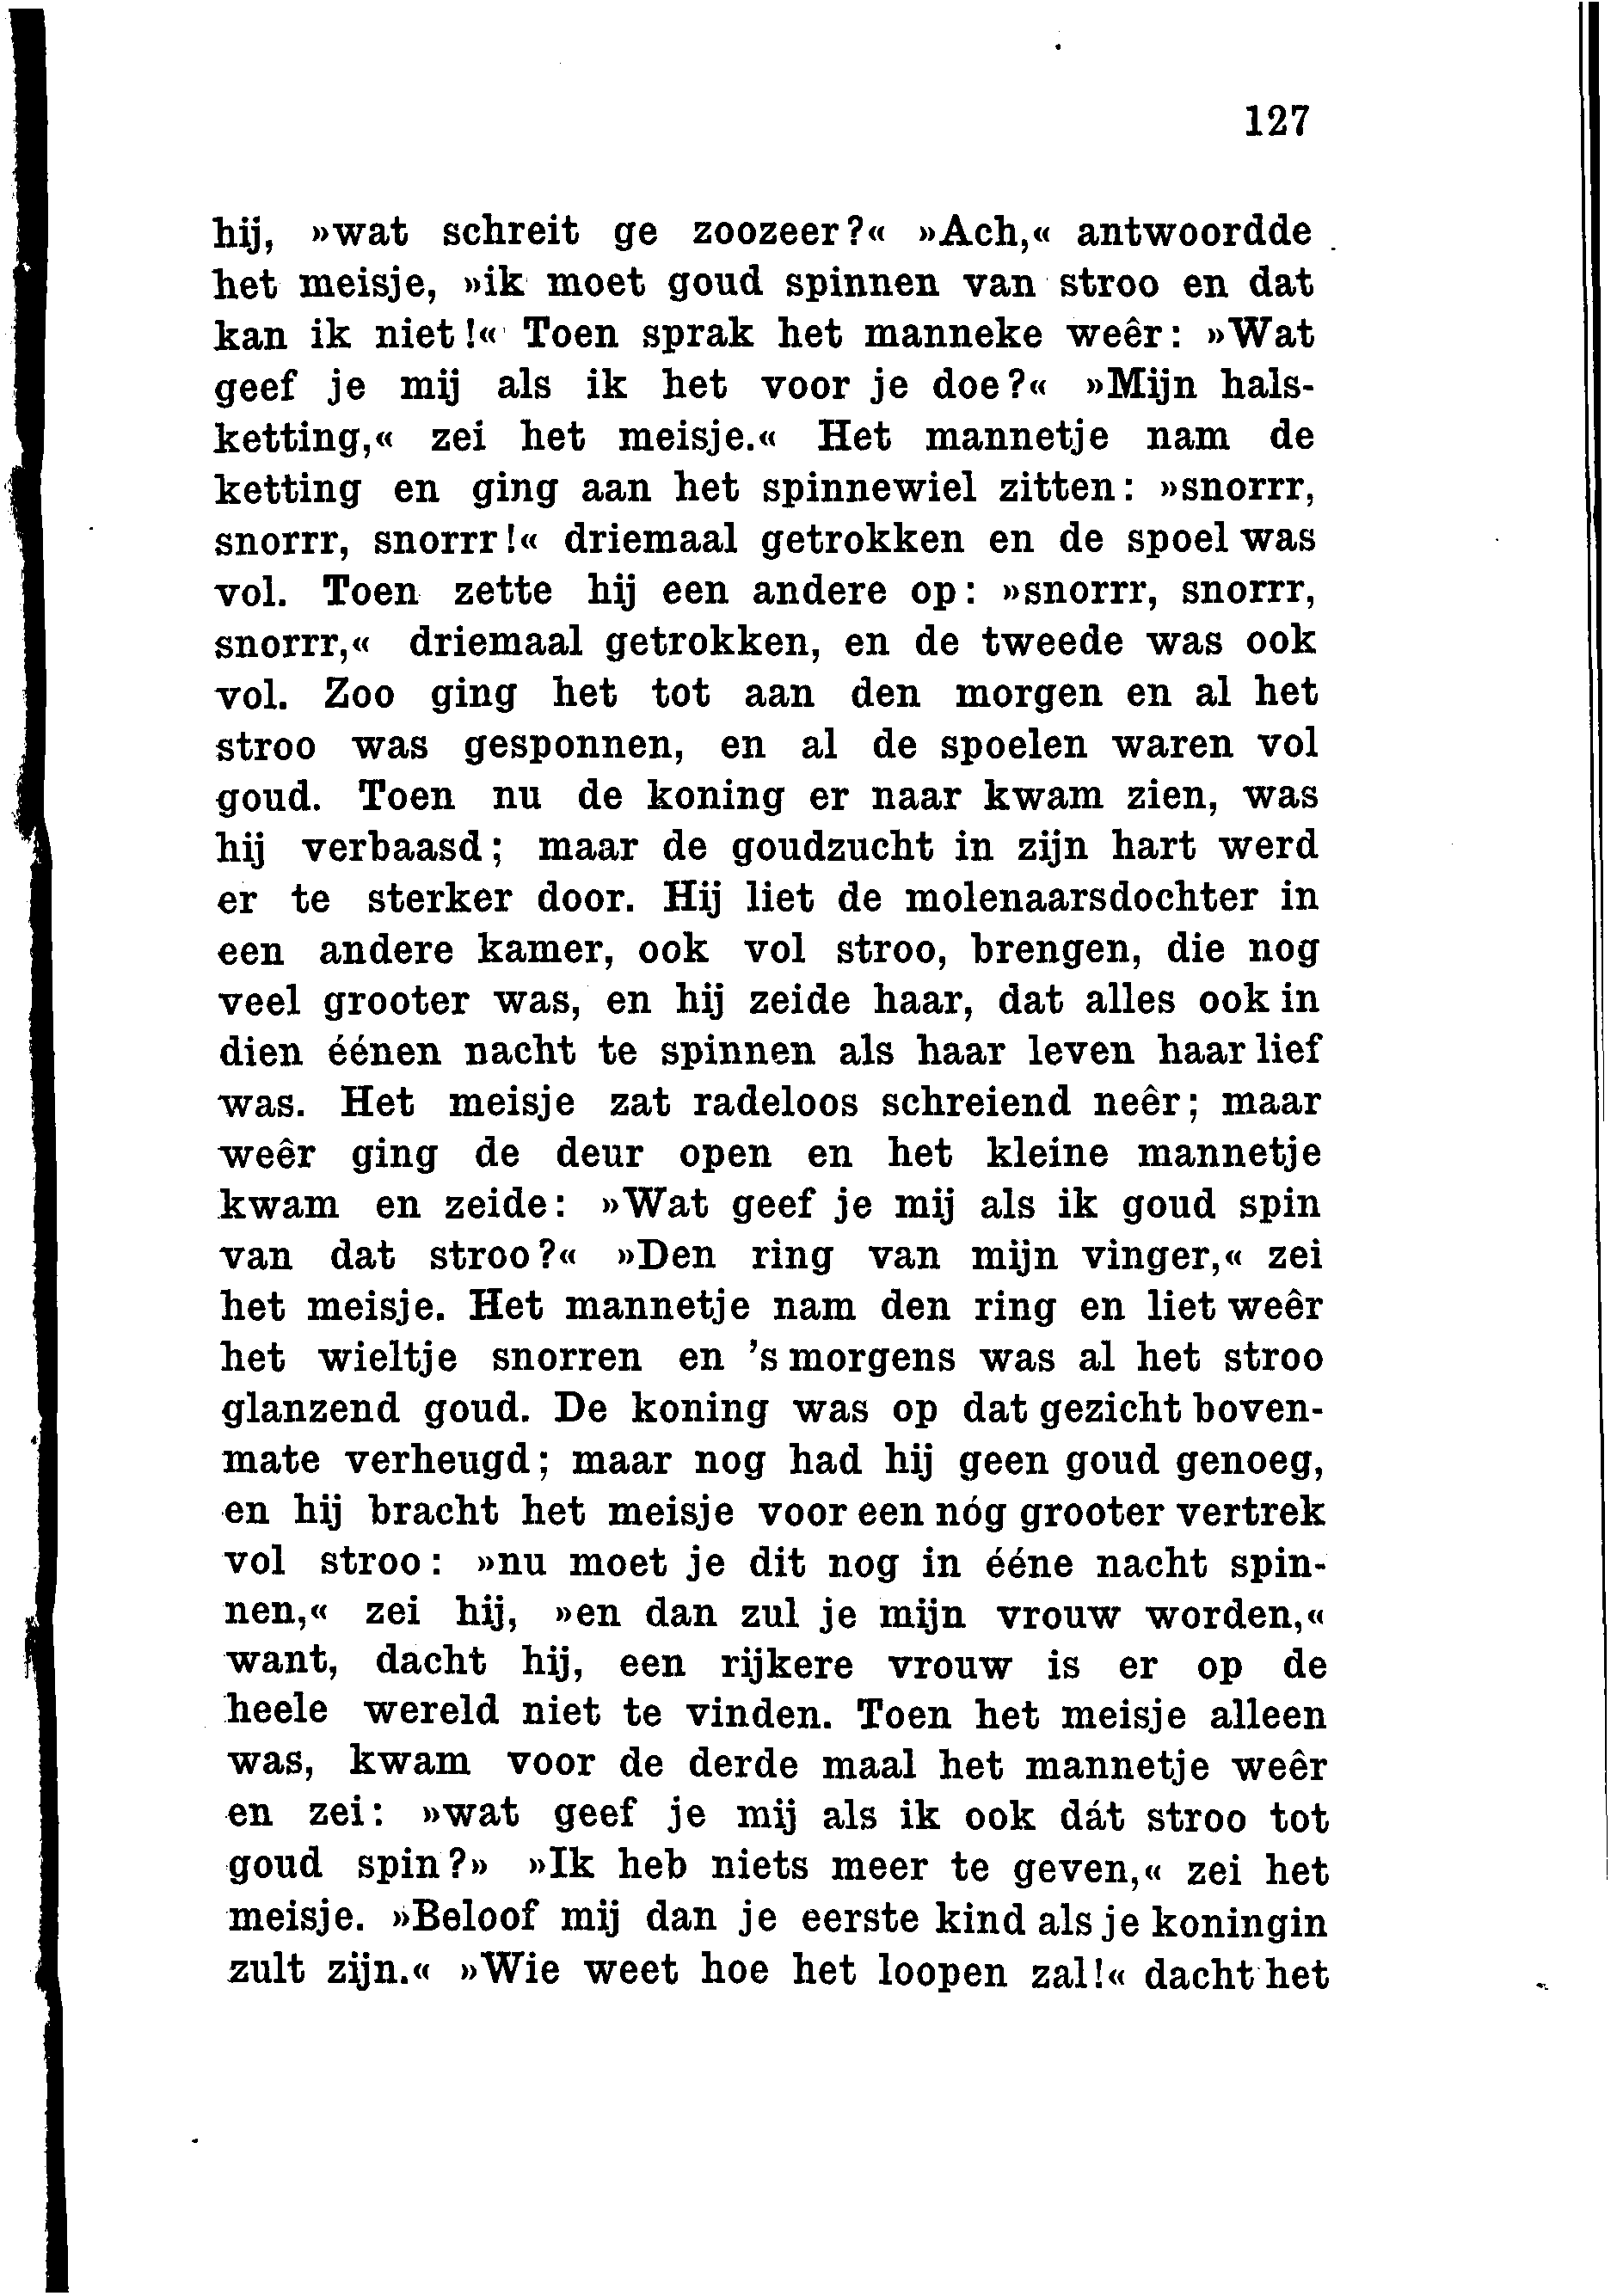 127
hij, »wat schreit ge zoozeer?« »Ach,« antwoordde
het meisje, »ik moet goud spinnen van stroo en dat
kan ik niet!« Toen sprak het manneke weêr: »Wat
geef je mij als ik het voor je doe?« »Mijn hals-
ketting,« zei het meisje.« Het mannetje nam de
ketting en ging aan het spinnewiel zitten: »snorrr,
snorrr, snorrr!« driemaal getrokken en de spoel was
vol. Toen zette hij een andere op: »snorrr, snorrr,
snorrr,« driemaal getrokken, en de tweede was ook
vol. Zoo ging het tot aan den morgen en al het
stroo was gesponnen, en al de spoelen waren vol
goud. Toen nu de koning er naar kwam zien, was
hij verbaasd; maar de goudzucht in zijn hart werd
er te sterker door. Hij liet de molenaarsdochter in
een andere kamer, ook vol stroo, brengen, die nog
veel grooter was, en hij zeide haar, dat alles ook in
dien éénen nacht te spinnen als haar leven haar lief
was. Het meisje zat radeloos schreiend neêr; maar
weêr ging de deur open en het kleine mannetje
kwam en zeide: »Wat geef je mij als ik goud spin
van dat stroo?« »Den ring van mijn vinger,« zei
het meisje. Het mannetje nam den ring en liet weêr
het wieltje snorren en 's morgens was al het stroo
glanzend goud. De koning was op dat gezicht boven-
mate verheugd; maar nog had hij geen goud genoeg,
en hij bracht het meisje voor een nóg grooter vertrek
vol stroo: »nu moet je dit nog in ééne nacht spin-
nen,« zei hij, »en dan zul je mijn vrouw worden,«
want, dacht hij, een rijkere vrouw is er op de
heele wereld niet te vinden. Toen het meisje alleen
was, kwam voor de derde maal het mannetje weêr
en zei: »wat geef je mij als ik ook dát stroo tot
goud spin?» »Ik heb niets meer te geven,« zei het
meisje. »Beloof mij dan je eerste kind als je koningin
zult zijn.« »Wie weet hoe het loopen zal!« dacht het